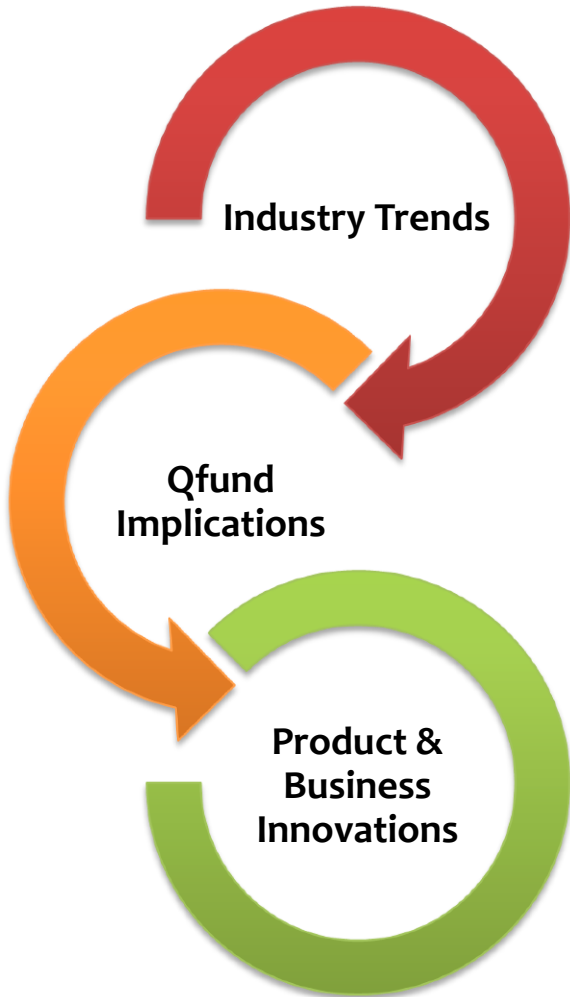 Industry Trends
Qfund
Implications
Product &
Business
Innovations